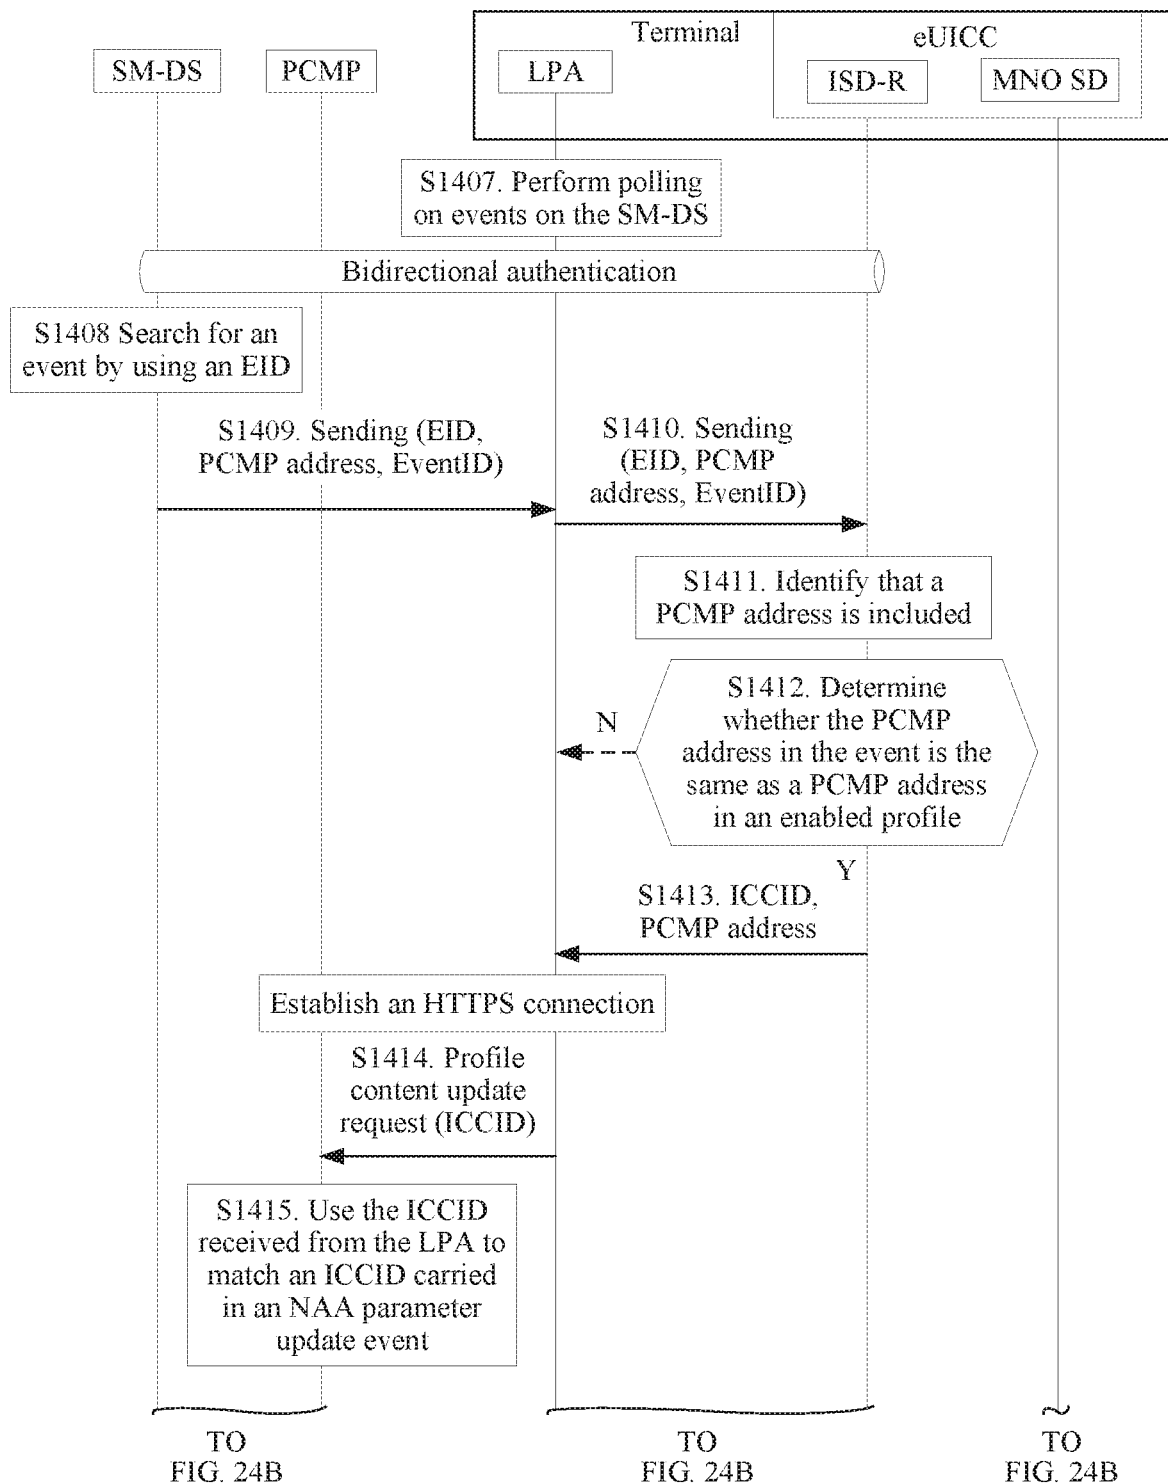 Terminal
eUICC
SM-DS
PCMP
LPA
ISD-R
MNO SD
S1407. Perform polling
on events on the SM-DS
Bidirectional authentication
S1408 Search for an
event by using an EID
S1409. Sending (EID,
PCMP address, EventID)
S1410. Sending
(EID, PCMP
address, EventID)
S1411. Identify that a
PCMP address is included
S1412. Determine
whether the PCMP
address in the event is the
same as a PCMP address
in an enabled profile
N
Y
S1413. ICCID,
PCMP address
Establish an HTTPS connection
S1414. Profile
content update
request (ICCID)
S1415. Use the ICCID
received from the LPA to
match an ICCID carried
in an NAA parameter
update event
TO
FIG. 24B
TO
FIG. 24B
TO
FIG. 24B